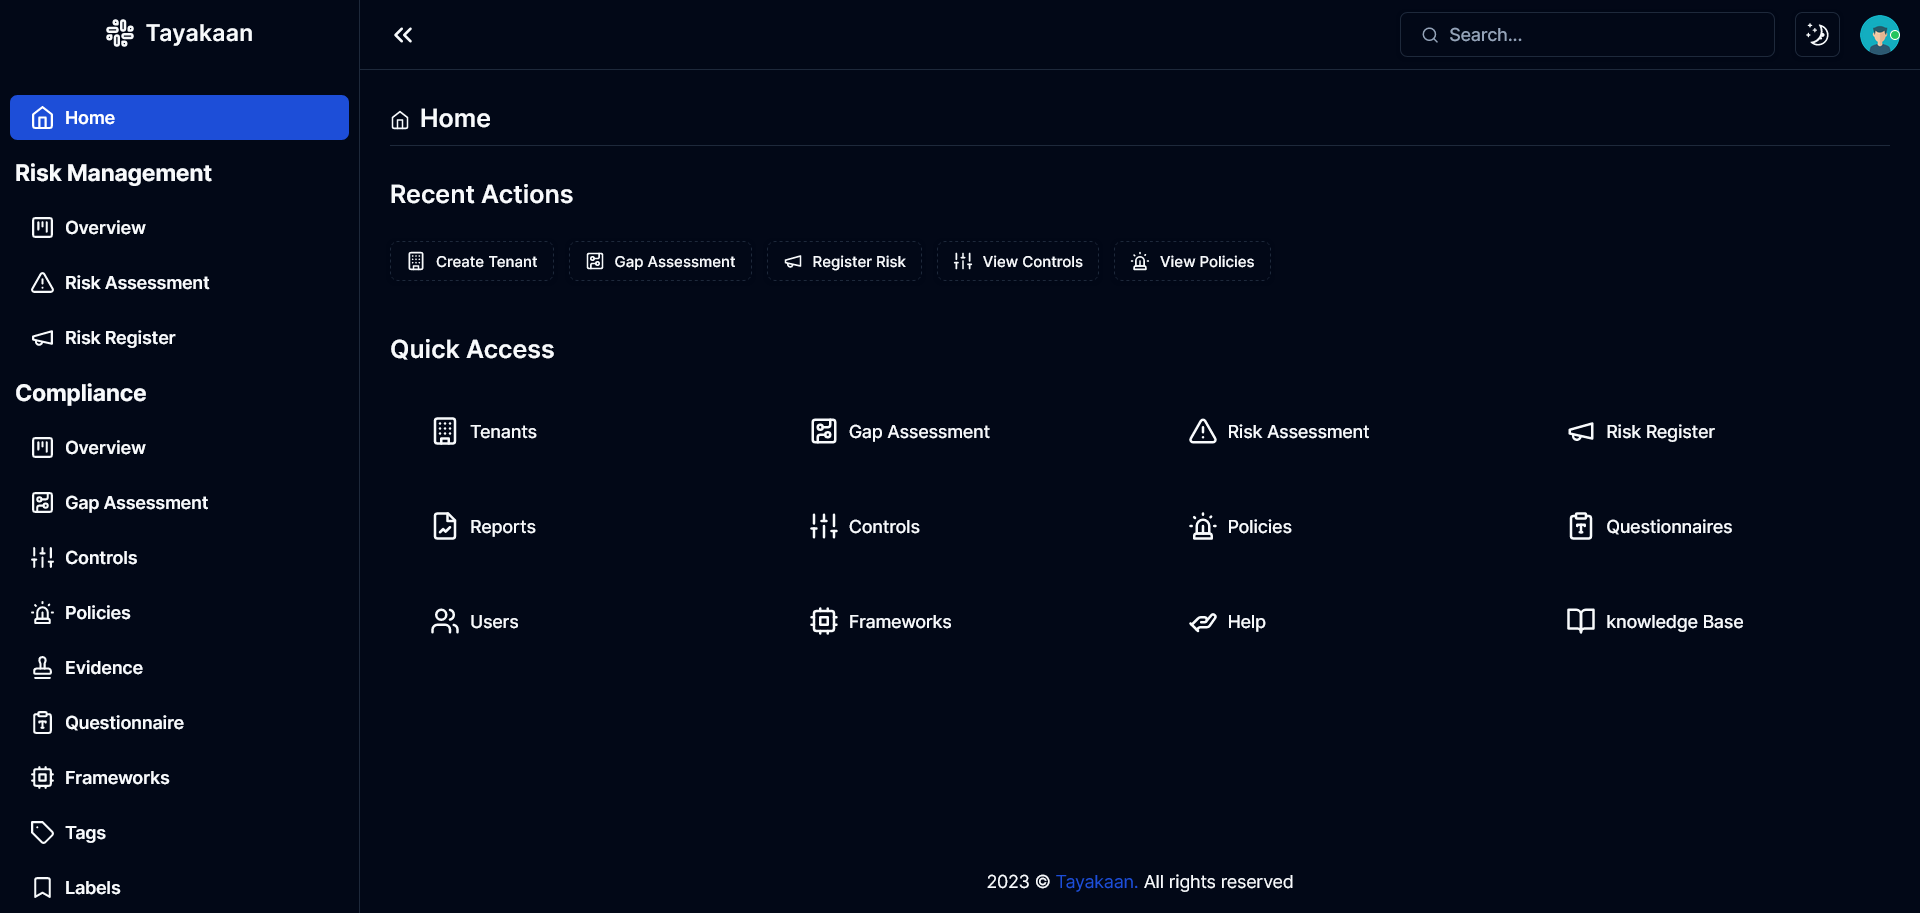 Tayakaan
Search...
Home
Risk Management
Overview
Risk Assessment
Risk Register
Compliance
Overview
Gap Assessment
Controls
Policies
Evidence
Questionnaire
Frameworks
Tags
Labels
Home
Recent Actions
Create Tenant
Gap Assessment
Register Risk
View Controls
View Policies
Quick Access
Tenants
Gap Assessment
Risk Assessment
Risk Register
Reports
Controls
Policies
Questionnaires
Users
Frameworks
Help
knowledge Base
2023 © Tayakaan. All rights reserved